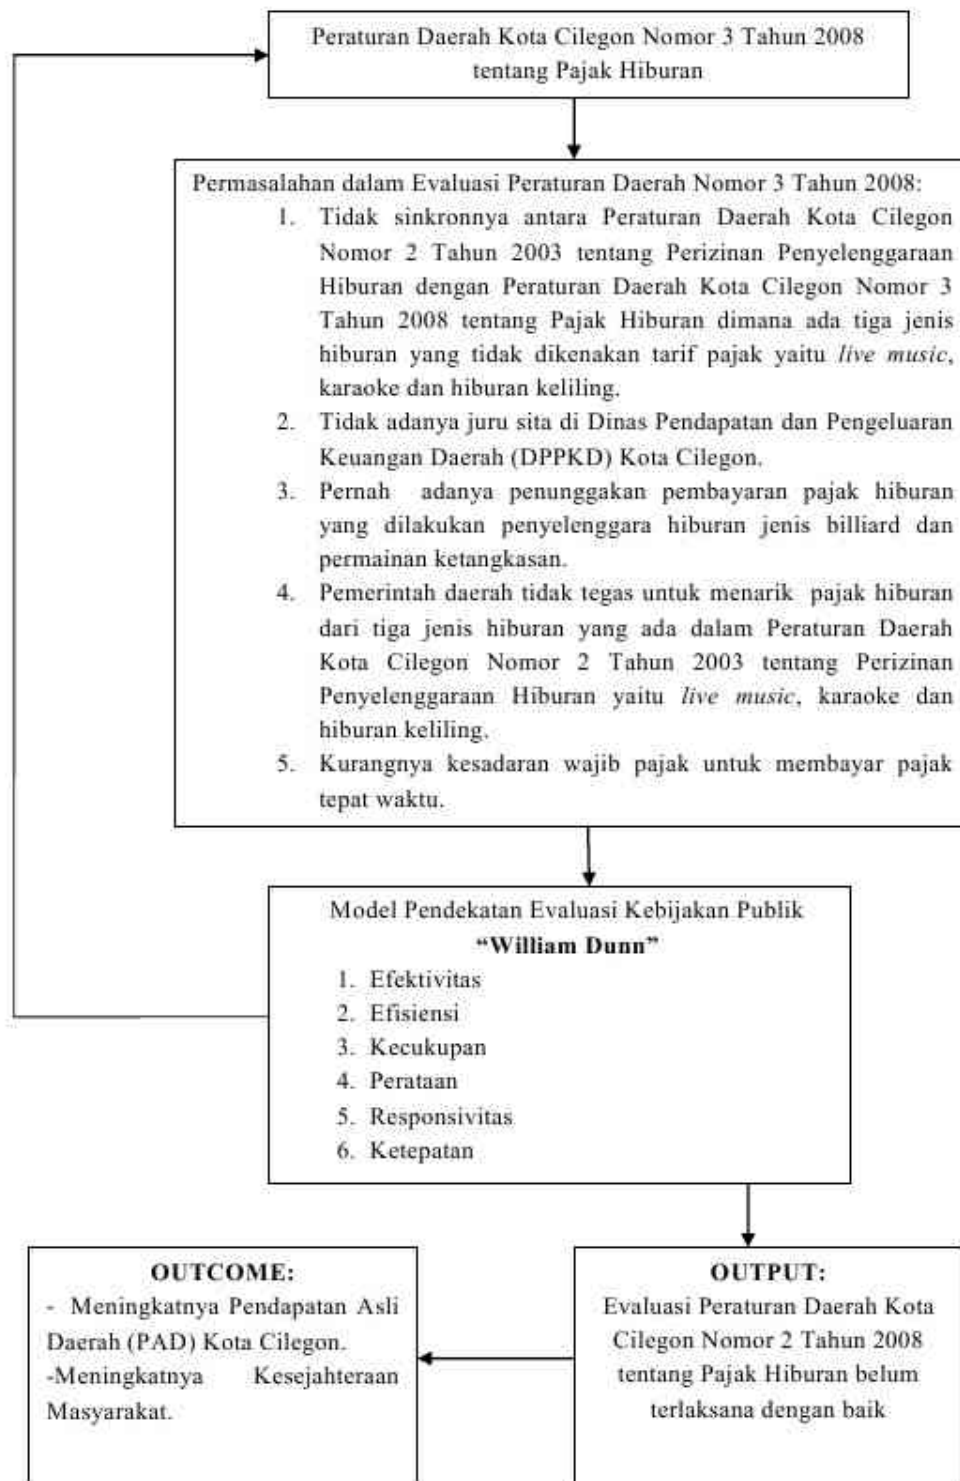 Peraturan Daerah Kota Cilegon Nomor 3 Tahun 2008
tentang Pajak Hiburan
Permasalahan dalam Evaluasi Peraturan Daerah Nomor 3 Tahun 2008:
1. Tidak sinkronnya antara Peraturan Daerah Kota Cilegon
Nomor 2 Tahun 2003 tentang Perizinan Penyelenggaraan
Hiburan dengan Peraturan Daerah Kota Cilegon Nomor 3
Tahun 2008 tentang Pajak Hiburan dimana ada tiga jenis
hiburan yang tidak dikenakan tarif pajak yaitu live music,
karaoke dan hiburan keliling.
2. Tidak adanya juru sita di Dinas Pendapatan dan Pengeluaran
Keuangan Daerah (DPPKD) Kota Cilegon.
3. Pernah adanya penunggakan pembayaran pajak hiburan
yang dilakukan penyelenggara hiburan jenis billiard dan
permainan ketangkasan.
4. Pemerintah daerah tidak tegas untuk menarik pajak hiburan
dari tiga jenis hiburan yang ada dalam Peraturan Daerah
Kota Cilegon Nomor 2 Tahun 2003 tentang Perizinan
Penyelenggaraan Hiburan yaitu live music, karaoke dan
hiburan keliling.
5. Kurangnya kesadaran wajib pajak untuk membayar pajak
tepat waktu.
Model Pendekatan Evaluasi Kebijakan Publik
“William Dunn”
1. Efektivitas
2. Efisiensi
3. Kecukupan
4. Perataan
5. Responsivitas
6. Ketepatan
OUTCOME:
- Meningkatnya Pendapatan Asli
Daerah (PAD) Kota Cilegon.
-Meningkatnya Kesejahteraan
Masyarakat.
OUTPUT:
Evaluasi Peraturan Daerah Kota
Cilegon Nomor 2 Tahun 2008
tentang Pajak Hiburan belum
terlaksana dengan baik